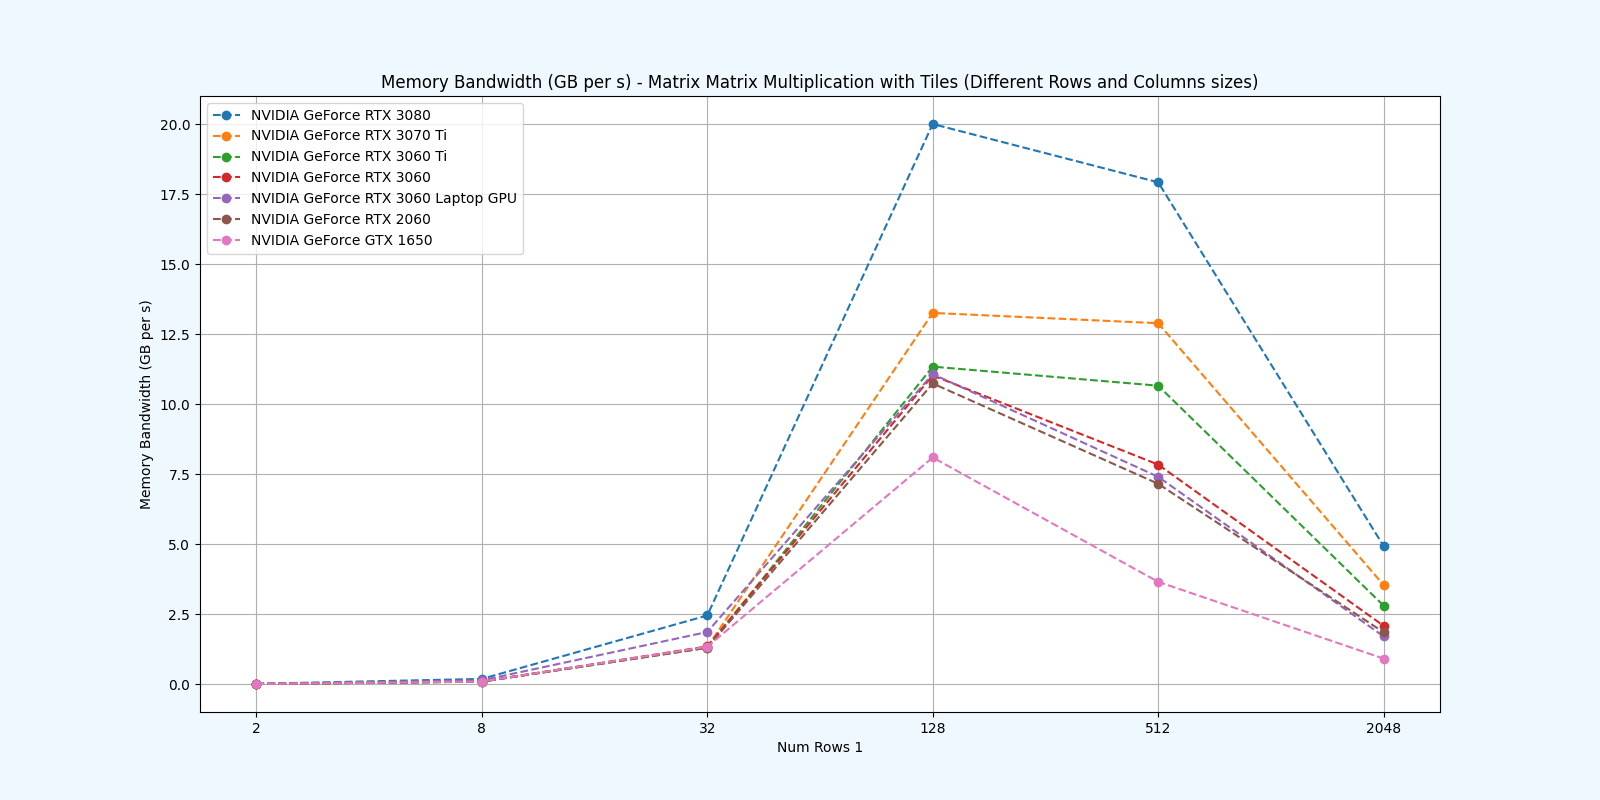 Memory Bandwidth (GB per s) - Matrix Matrix Multiplication with Tiles (Different Rows and Columns sizes)
NVIDIA GeForce RTX 3080
NVIDIA GeForce RTX 3070 Ti
NVIDIA GeForce RTX 3060 Ti
NVIDIA GeForce RTX 3060
NVIDIA GeForce RTX 3060 Laptop GPU
NVIDIA GeForce RTX 2060
NVIDIA GeForce GTX 1650
Memory Bandwidth (GB per s)
20.0
17.5
15.0
12.5
10.0
7.5
5.0
2.5
0.0
2 8 32 128 512 2048
Num Rows 1